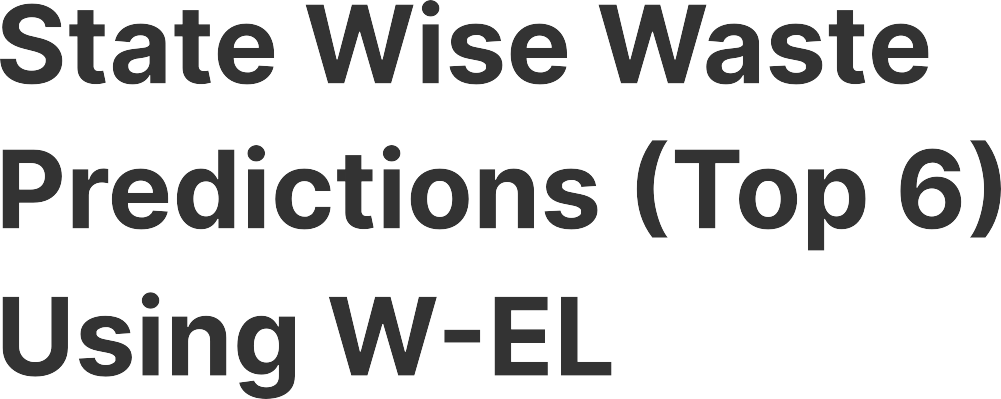 State Wise Waste
Predictions (Top 6)
Using W-EL